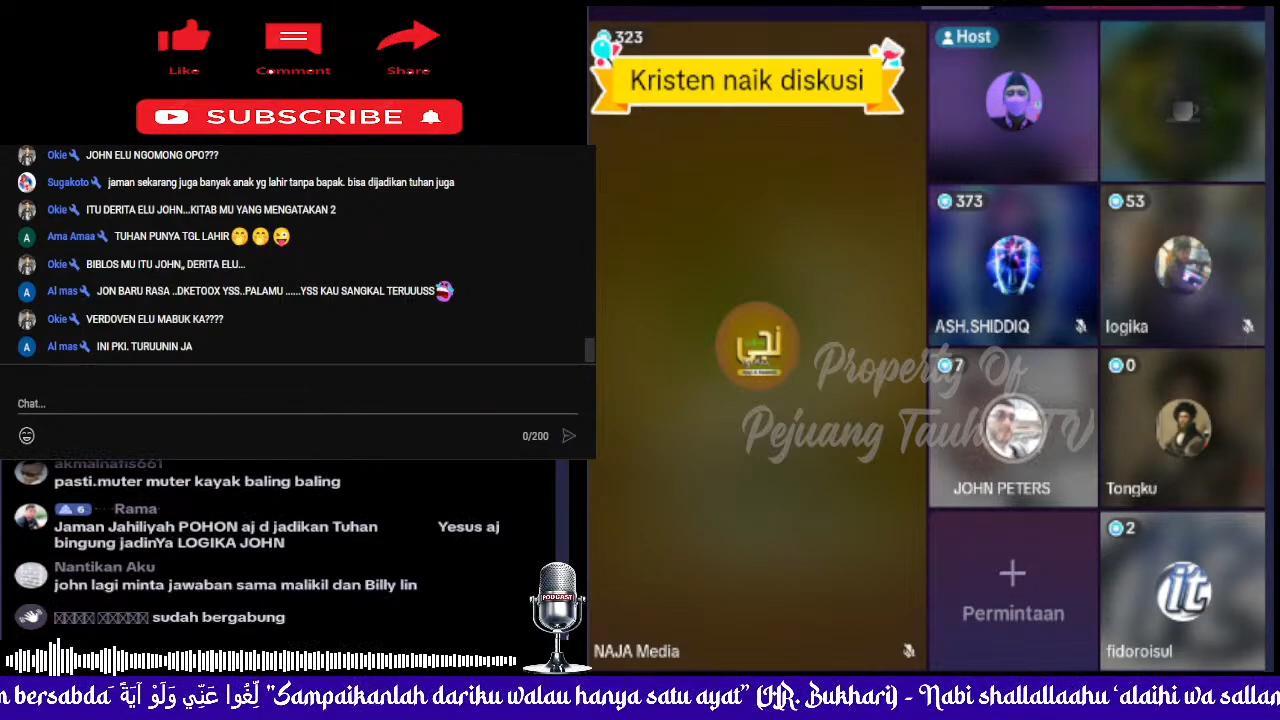 Like
Comment
Share
SUBSCRIBE
Okie JOHN ELU NGOMONG OPO???
Sugakoto jaman sekarang juga banyak anak yg lahir tanpa bapak. bisa dijadikan tuhan juga
Okie ITU DERITA ELU JOHN...KITAB MU YANG MENGATAKAN 2
A Ama Amaa TUHAN PUNYA TGL LAHIR
Okie BIBLOS MU ITU JOHN,, DERITA ELU...
A Al mas JON BARU RASA ..DKETOOX YSS..PALAMU ......YSS KAU SANGKAL TERUUUSS
Okie VERDOVEN ELU MABUK KA????
A Al mas INI PKI. TURUUNIN JA
Chat...
0/200
akmalnafis661
pasti.muter muter kayak baling baling
6 Rama
Jaman Jahiliyah POHON aj d jadikan Tuhan Yesus aj
bingung jadinYa LOGIKA JOHN
Nantikan Aku
john lagi minta jawaban sama malikil dan Billy lin
sudah bergabung
PODCAST
323
Kristen naik diskusi
نجى
NAJA Media
Host
373
ASH.SHIDDIQ
53
logika
7
JOHN PETERS
0
Tongku
Permintaan
2
it
fidoroisul
Property Of
Pejuang Tauhid TV
bersabda لِّغُوا عَنِّي وَلَوْ آيَةً "Sampaikanlah dariku walau hanya satu ayat" (HR. Bukhari) - Nabi shallallaahu ‘alaihi wa sallam